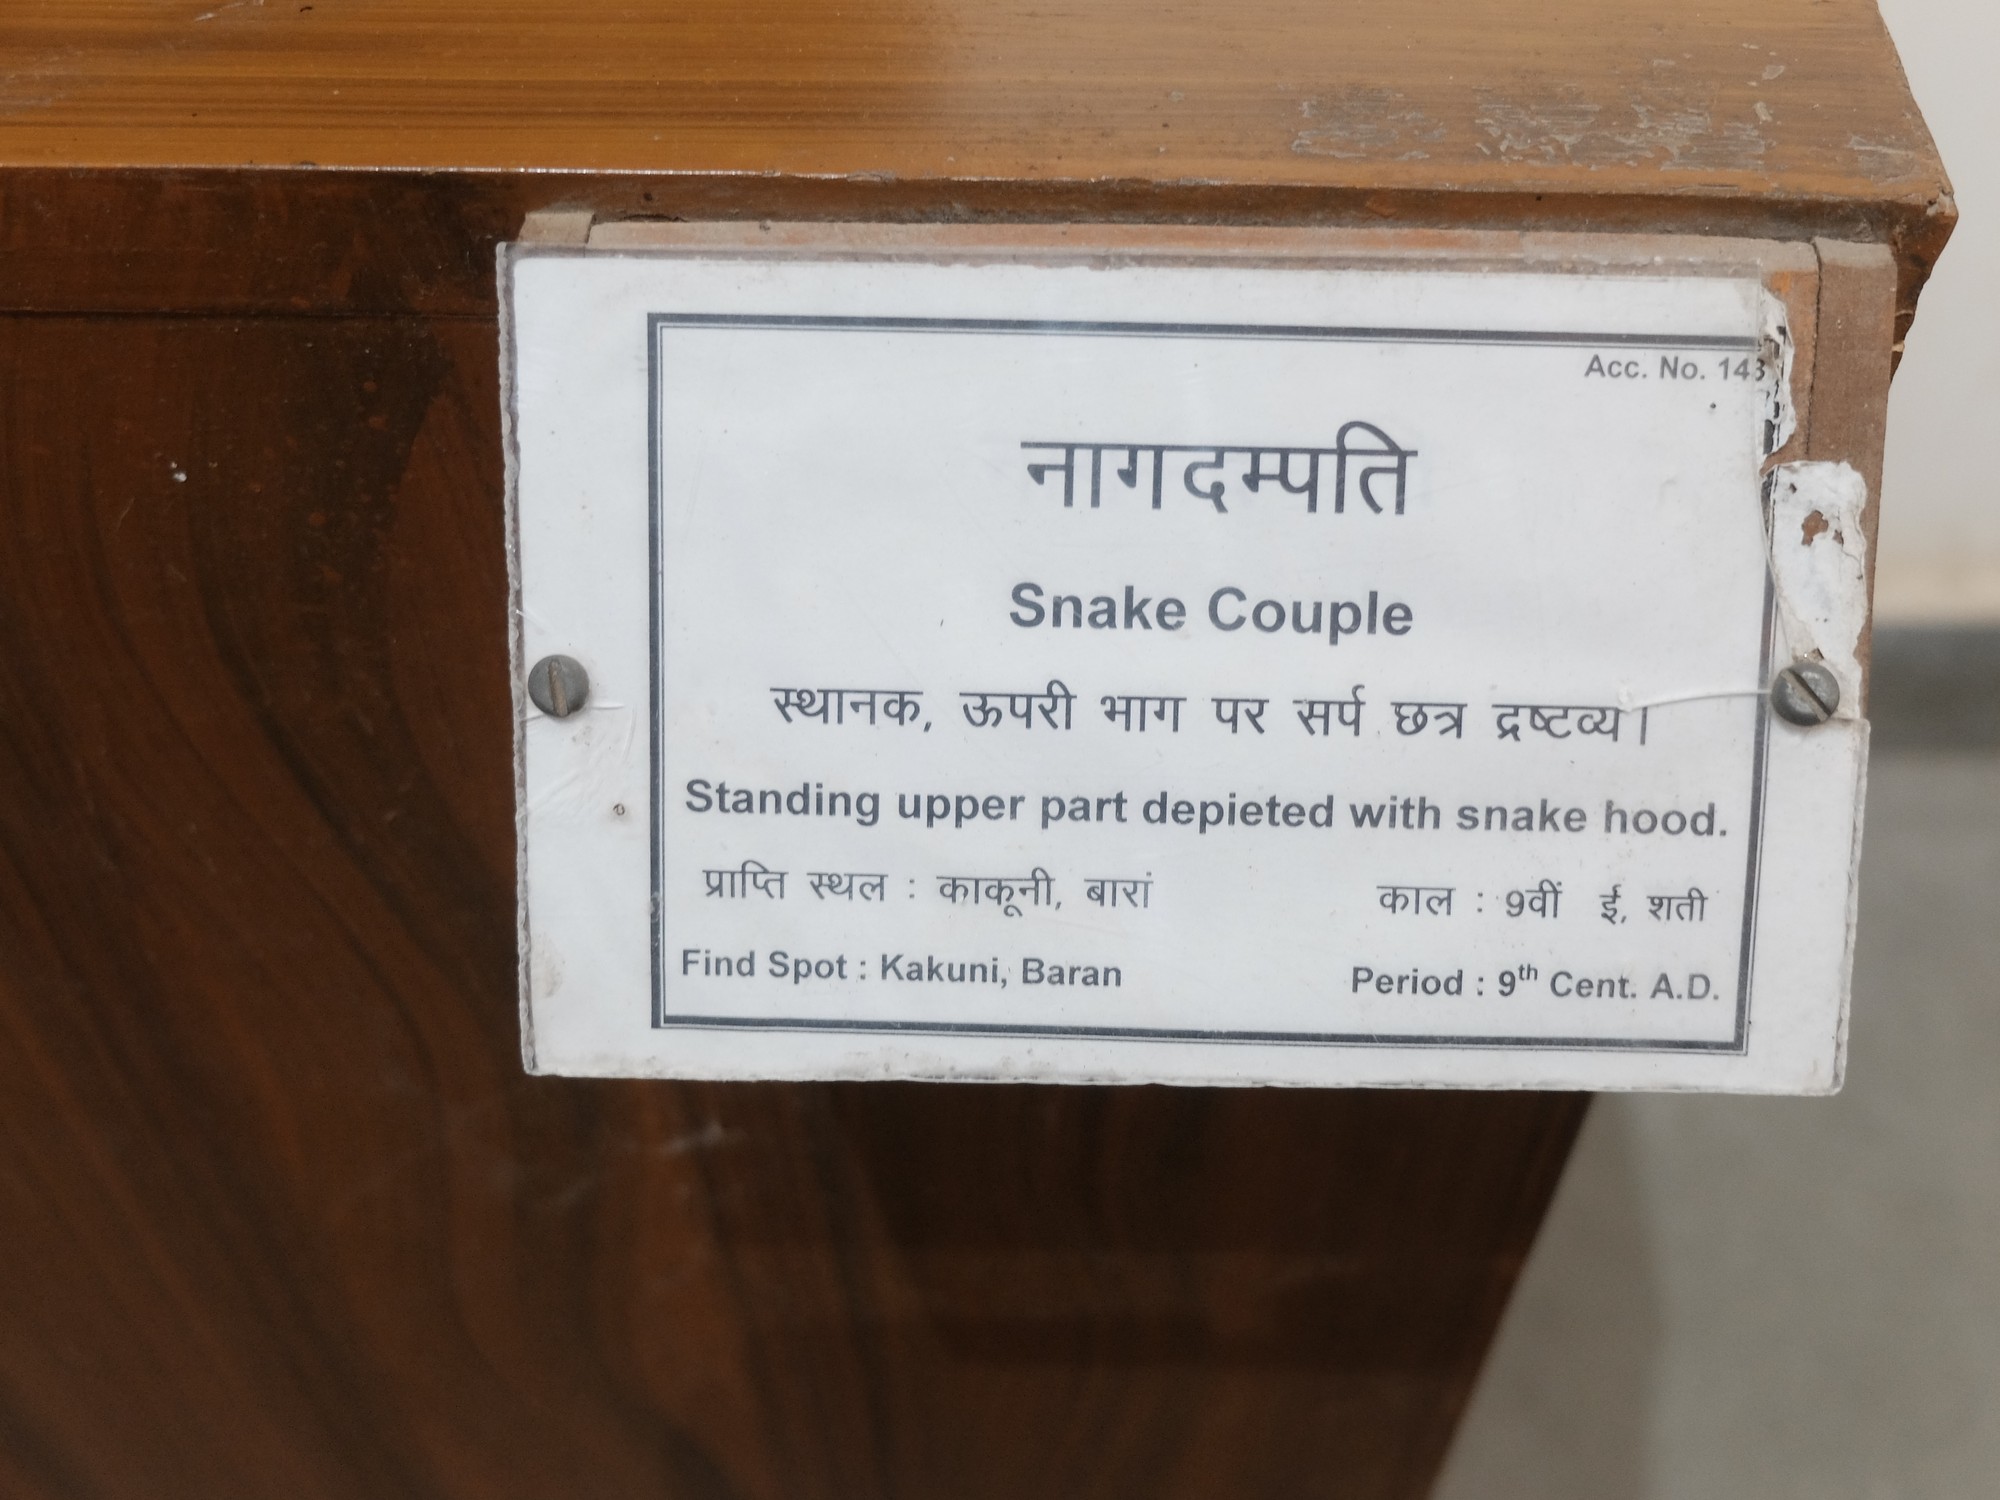 Acc. No. 143
नागदम्पति
Snake Couple
स्थानक, ऊपरी भाग पर सर्प छत्र द्रष्टव्य।
Standing upper part depieted with snake hood.
प्राप्ति स्थल : काकूनी, बारां काल : 9वीं ई, शती
Find Spot : Kakuni, Baran Period : 9th Cent. A.D.